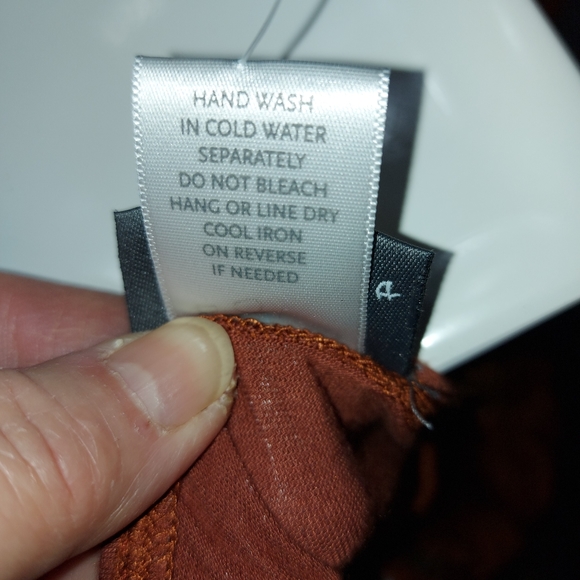 HAND WASH
IN COLD WATER
SEPARATELY
DO NOT BLEACH
HANG OR LINE DRY
COOL IRON
ON REVERSE
IF NEEDED